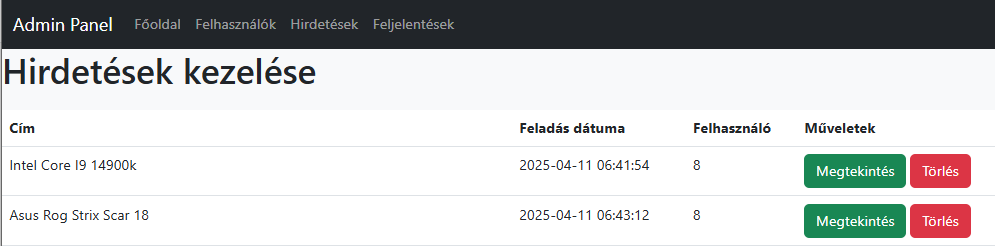 Admin Panel Főoldal Felhasználók Hirdetések Feljelentések
Hirdetések kezelése
Cím Feladás dátuma Felhasználó Műveletek
Intel Core I9 14900k 2025-04-11 06:41:54 8 Megtekintés Törlés
Asus Rog Strix Scar 18 2025-04-11 06:43:12 8 Megtekintés Törlés